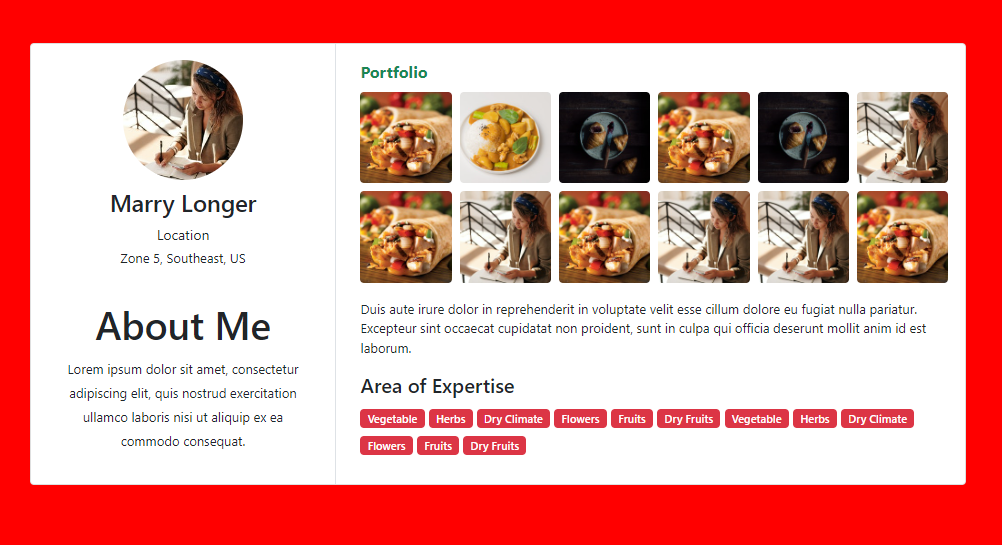 Marry Longer
Location
Zone 5, Southeast, US
About Me
Lorem ipsum dolor sit amet, consectetur
adipiscing elit, quis nostrud exercitation
ullamco laboris nisi ut aliquip ex ea
commodo consequat.
Portfolio
Duis aute irure dolor in reprehenderit in voluptate velit esse cillum dolore eu fugiat nulla pariatur.
Excepteur sint occaecat cupidatat non proident, sunt in culpa qui officia deserunt mollit anim id est
laborum.
Area of Expertise
Vegetable Herbs Dry Climate Flowers Fruits Dry Fruits Vegetable Herbs Dry Climate
Flowers Fruits Dry Fruits